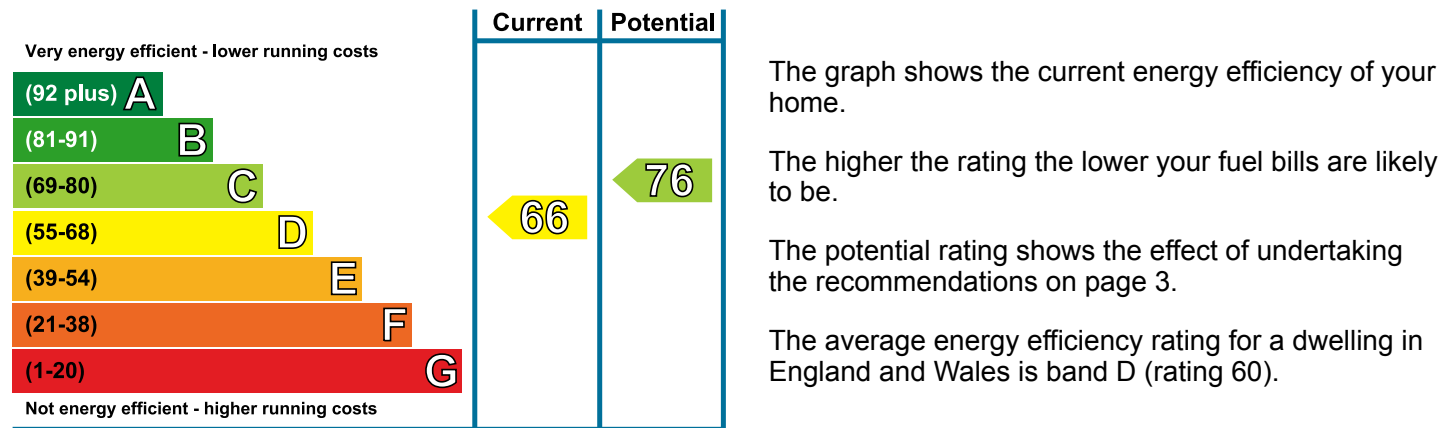 Current Potential
Very energy efficient - lower running costs
(92 plus) A
(81-91) B
(69-80) C
76
66
(55-68) D
(39-54) E
(21-38) F
(1-20) G
Not energy efficient - higher running costs
The graph shows the current energy efficiency of your
home.
The higher the rating the lower your fuel bills are likely
to be.
The potential rating shows the effect of undertaking
the recommendations on page 3.
The average energy efficiency rating for a dwelling in
England and Wales is band D (rating 60).